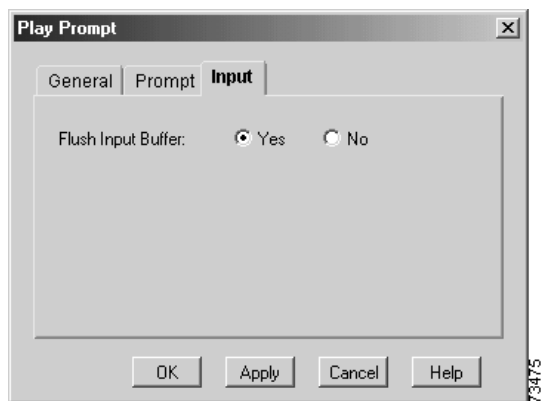 Play Prompt
General Prompt Input
Flush Input Buffer: Yes No
OK Apply Cancel Help
73475